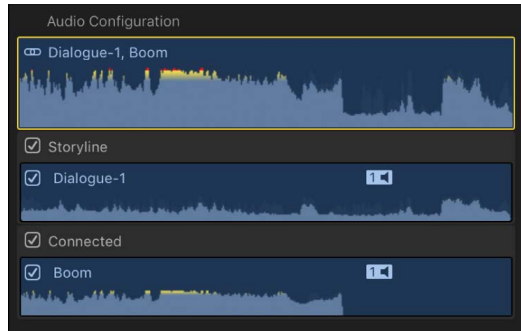 Audio Configuration
Dialogue-1, Boom
Storyline
Dialogue-1 1
Connected
Boom 1